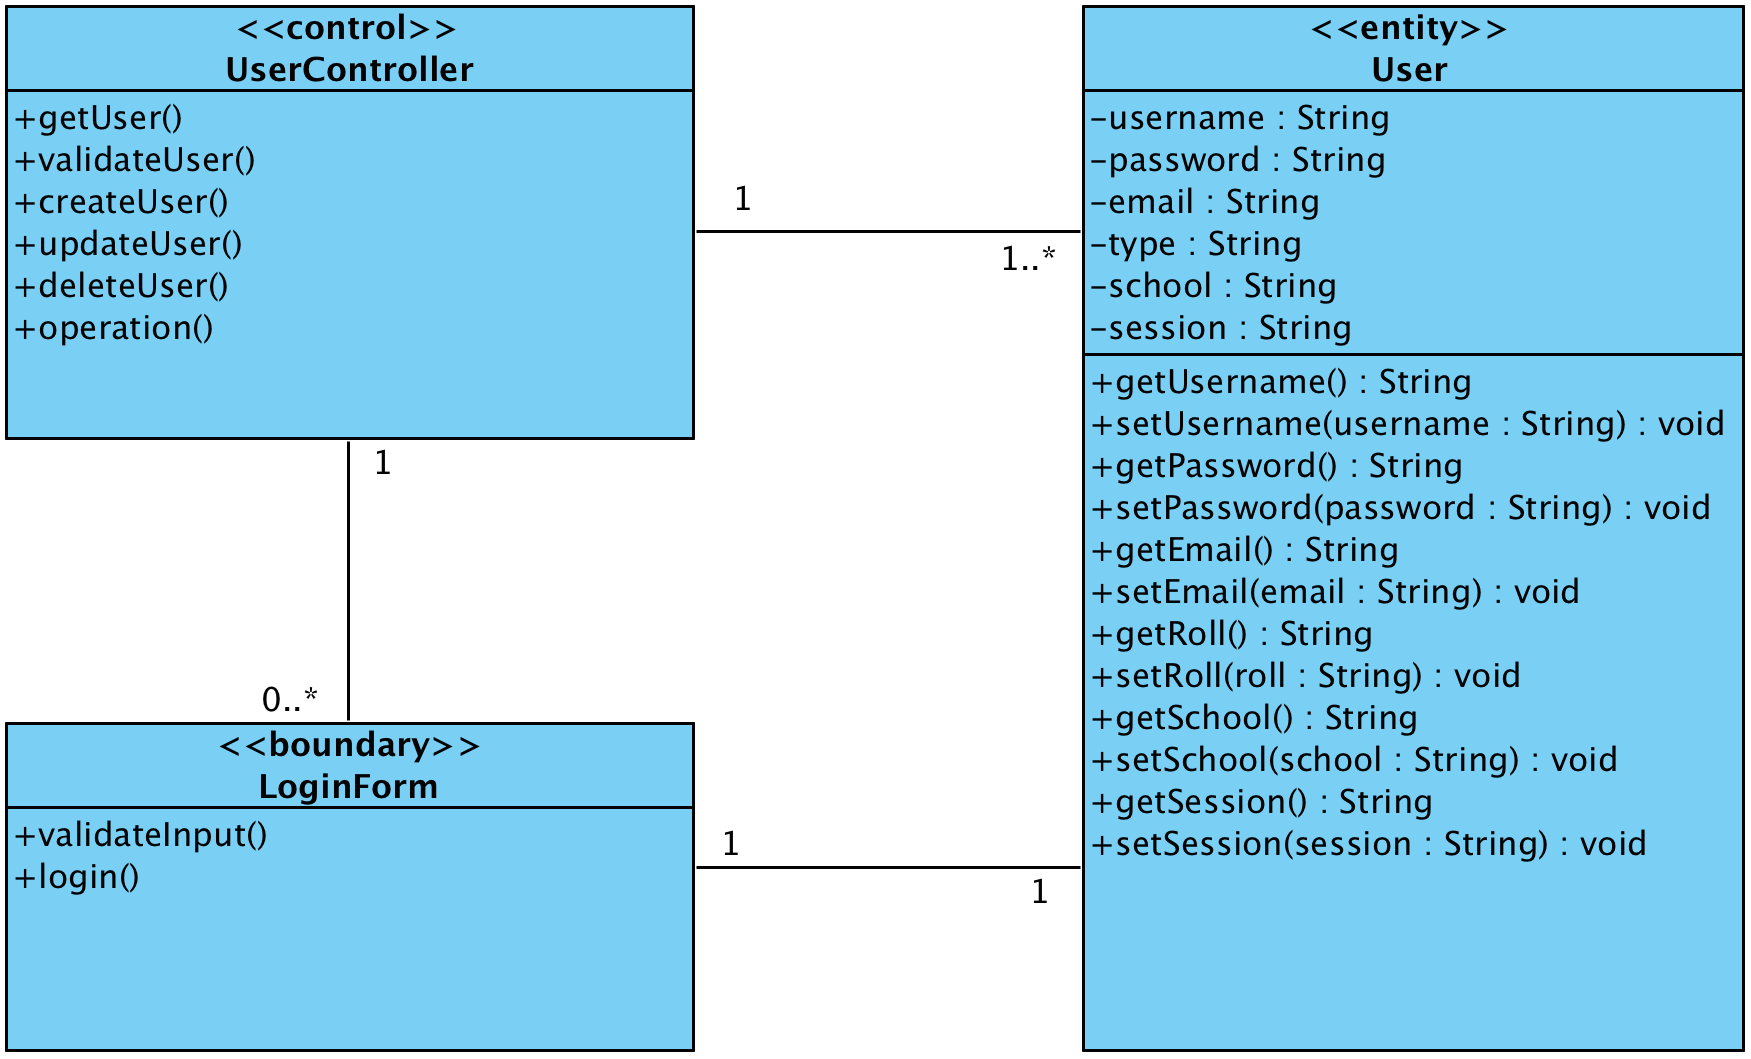 <<control>>
UserController
+getUser()
+validateUser()
+createUser()
+updateUser()
+deleteUser()
+operation()
1
1..*
<<entity>>
User
-username : String
-password : String
-email : String
-type : String
-school : String
-session : String
+getUsername() : String
+setUsername(username : String) : void
+getPassword() : String
+setPassword(password : String) : void
+getEmail() : String
+setEmail(email : String) : void
+getRoll() : String
+setRoll(roll : String) : void
+getSchool() : String
+setSchool(school : String) : void
+getSession() : String
+setSession(session : String) : void
1
0..*
<<boundary>>
LoginForm
+validateInput()
+login()
1
1